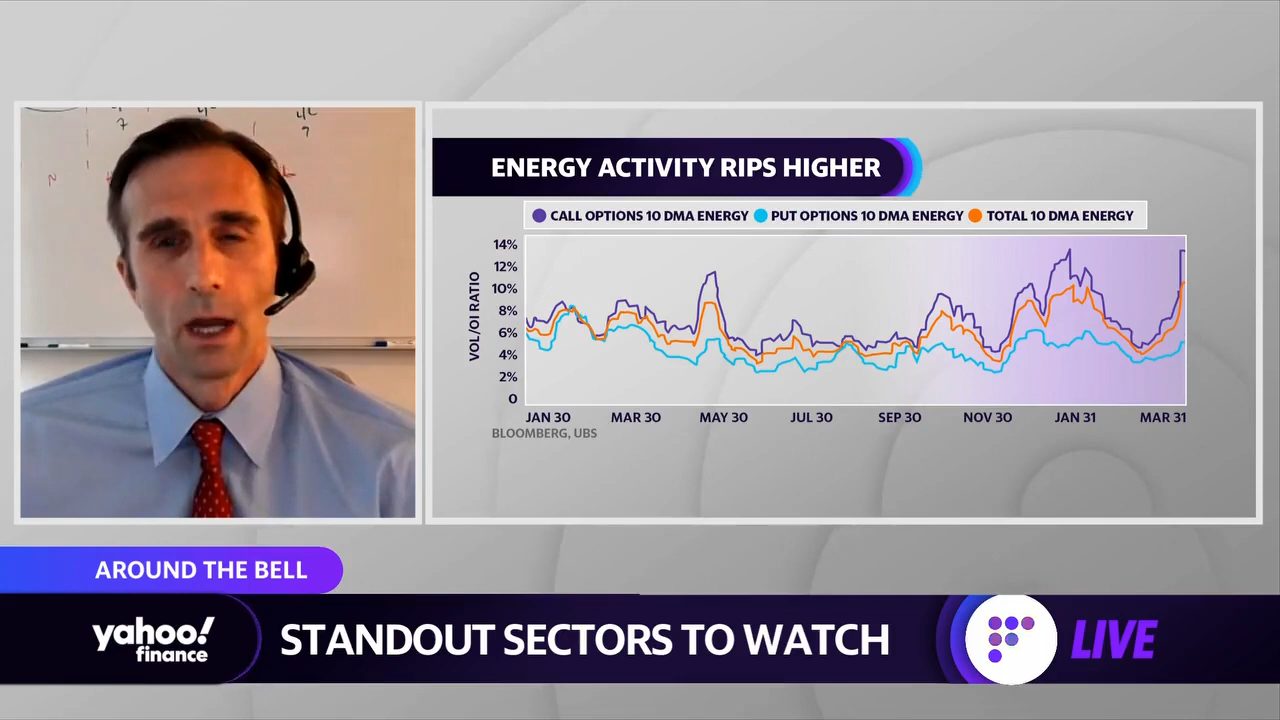 ENERGY ACTIVITY RIPS HIGHER
CALL OPTIONS 10 DMA ENERGY PUT OPTIONS 10 DMA ENERGY TOTAL 10 DMA ENERGY
VOL/OI RATIO
14%
12%
10%
8%
6%
4%
2%
0
JAN 30 MAR 30 MAY 30 JUL 30 SEP 30 NOV 30 JAN 31 MAR 31
BLOOMBERG, UBS
AROUND THE BELL
yahoo!
finance
STANDOUT SECTORS TO WATCH
LIVE